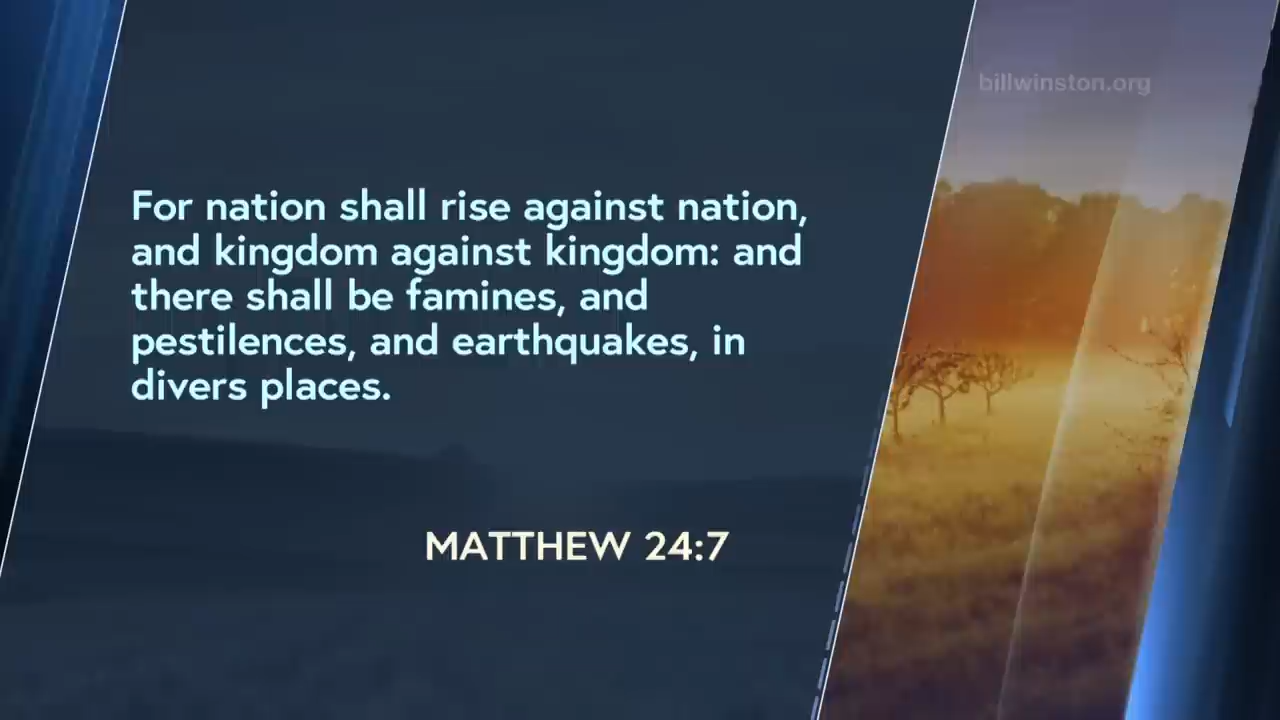 billwinston.org
For nation shall rise against nation,
and kingdom against kingdom: and
there shall be famines, and
pestilences, and earthquakes, in
divers places.
MATTHEW 24:7